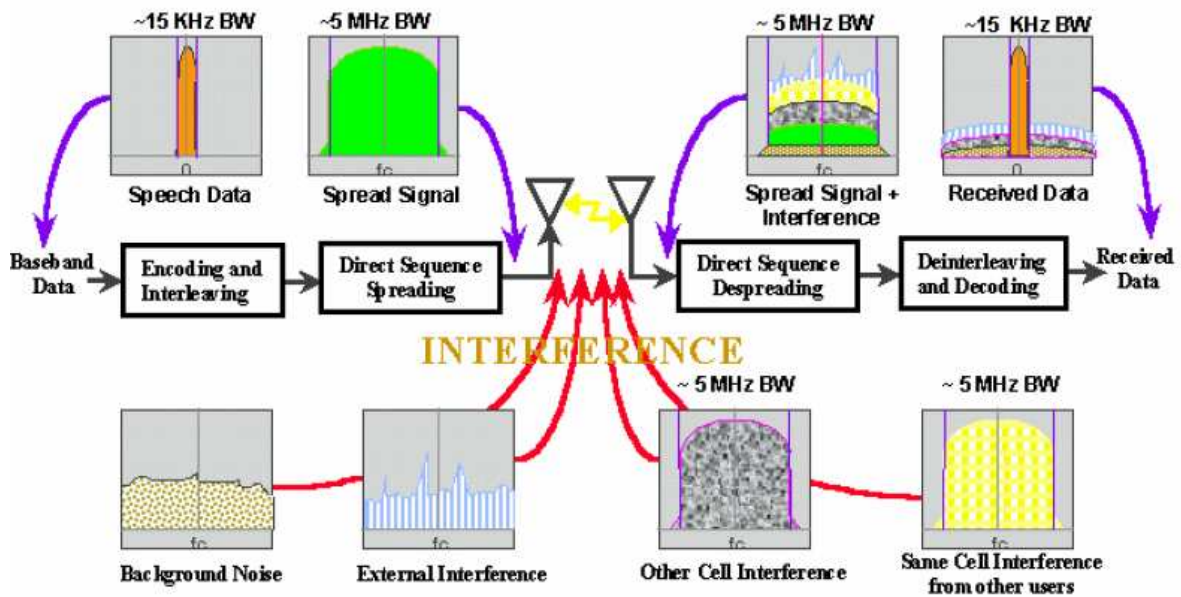 ~15 KHz BW
~5 MHz BW
~ 5 MHz BW
~15 KHz BW
0
fc
fc
0
Speech Data
Spread Signal
Spread Signal +
Interference
Received Data
Baseband
Data
Encoding and
Interleaving
Direct Sequence
Spreading
Direct Sequence
Despreading
Deinterleaving
and Decoding
Received
Data
INTERFERENCE
~ 5 MHz BW
~ 5 MHz BW
fc
fc
fc
fc
Background Noise
External Interference
Other Cell Interference
Same Cell Interference
from other users